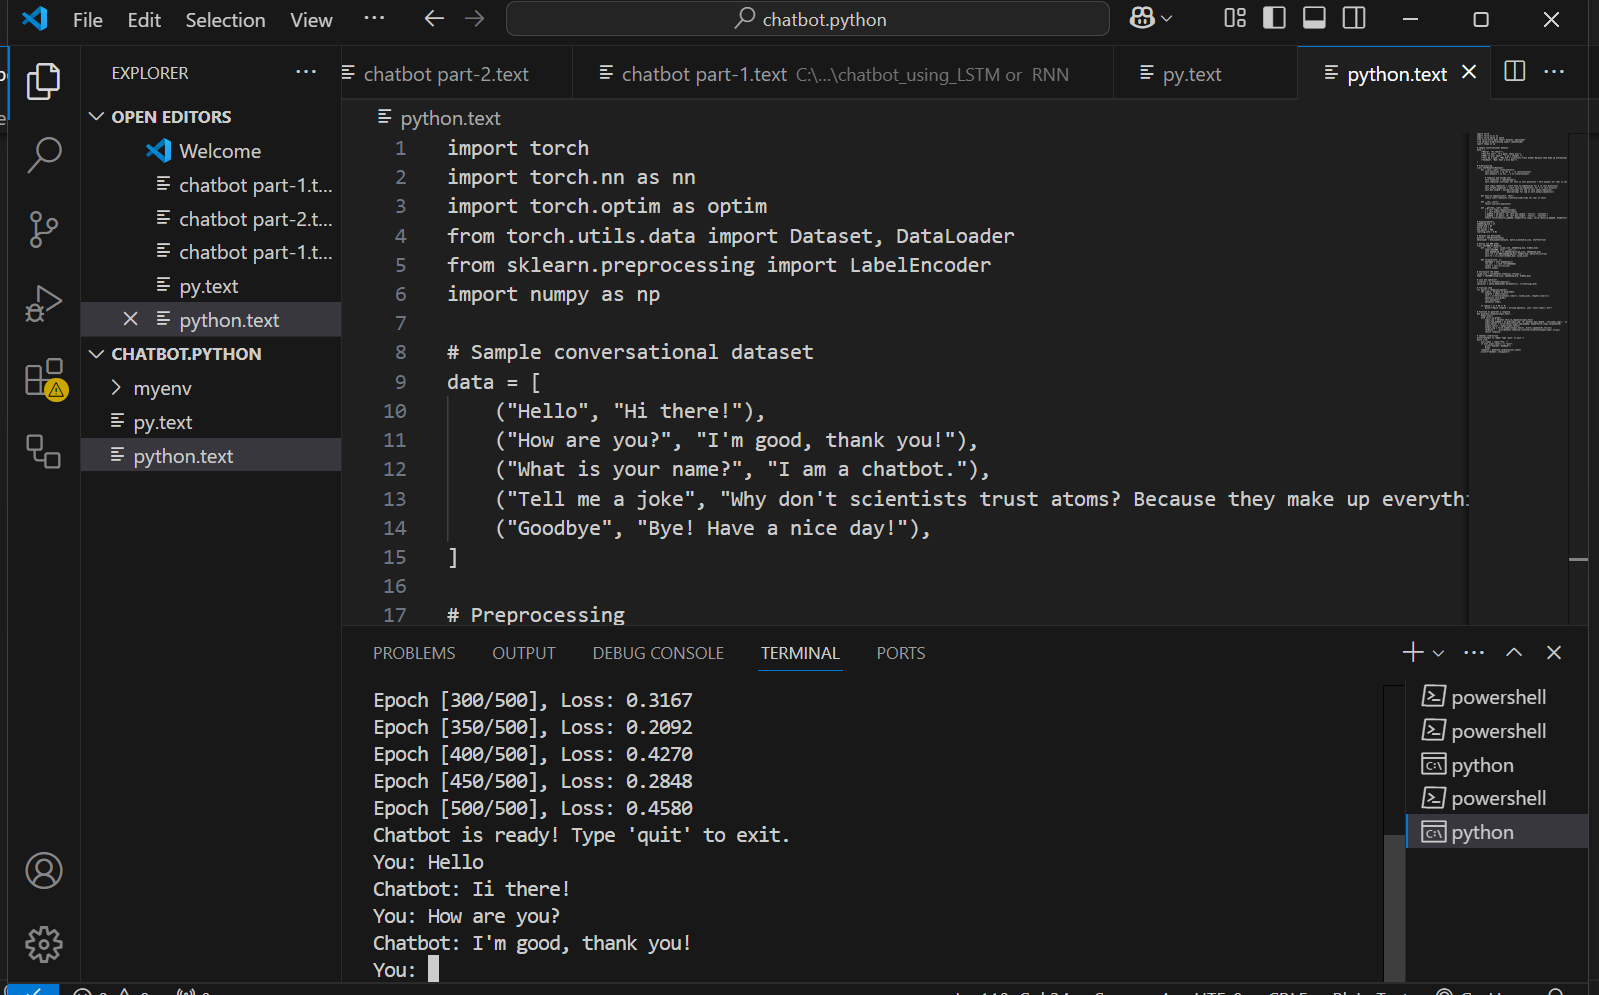 File Edit Selection View ... chatbot.python
EXPLORER ...
OPEN EDITORS
Welcome
chatbot part-1.t...
chatbot part-2.t...
chatbot part-1.t...
py.text
python.text
CHATBOT.PYTHON
myenv
py.text
python.text
chatbot part-2.text chatbot part-1.text C:\...\chatbot_using_LSTM or RNN py.text python.text ...
python.text
1 import torch
2 import torch.nn as nn
3 import torch.optim as optim
4 from torch.utils.data import Dataset, DataLoader
5 from sklearn.preprocessing import LabelEncoder
6 import numpy as np
7
8 # Sample conversational dataset
9 data = [
10 ("Hello", "Hi there!"),
11 ("How are you?", "I'm good, thank you!"),
12 ("What is your name?", "I am a chatbot."),
13 ("Tell me a joke", "Why don't scientists trust atoms? Because they make up everythi
14 ("Goodbye", "Bye! Have a nice day!"),
15 ]
16
17 # Preprocessing
PROBLEMS OUTPUT DEBUG CONSOLE TERMINAL PORTS ...
Epoch [300/500], Loss: 0.3167
Epoch [350/500], Loss: 0.2092
Epoch [400/500], Loss: 0.4270
Epoch [450/500], Loss: 0.2848
Epoch [500/500], Loss: 0.4580
Chatbot is ready! Type 'quit' to exit.
You: Hello
Chatbot: Ii there!
You: How are you?
Chatbot: I'm good, thank you!
You:
powershell
powershell
python
powershell
python